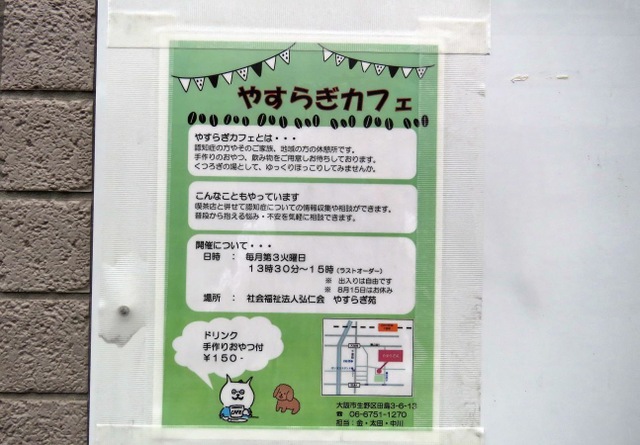 やすらぎカフェ
やすらぎカフェとは・・・
認知症の方やそのご家族、地域の方の休憩所です。
手作りのおやつ、飲み物をご用意しお待ちしております。
くつろぎの場として、ゆっくりほっこりしてみませんか。
こんなこともやっています
喫茶店と併せて認知症についての情報収集や相談ができます。
普段から抱える悩み・不安を気軽に相談できます。
開催について・・・
日時 : 毎月第3火曜日
13時30分~15時(ラストオーダー)
※ 出入りは自由です
※ 8月15日はお休み
場所 : 社会福祉法人弘仁会 やすらぎ苑
ドリンク
手作りおやつ付
¥150-
大阪市生野区田島3-6-13
☎ 06-6751-1270
担当:金・太田・中川